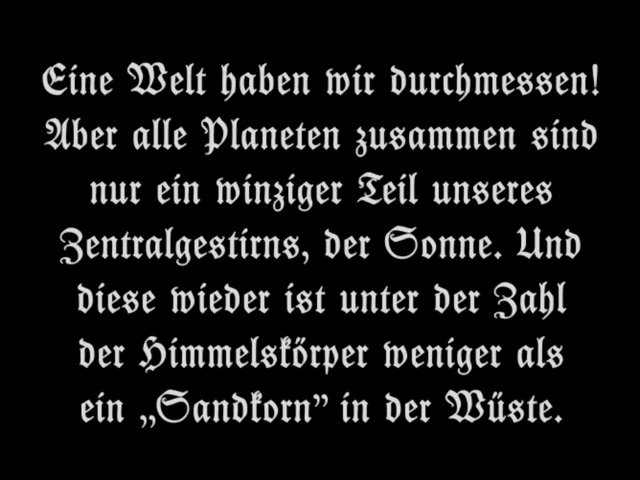 Eine Welt haben wir durchmessen!
Aber alle Planeten zusammen sind
nur ein winziger Teil unseres
Zentralgestirns, der Sonne. Und
diese wieder ist unter der Zahl
der Himmelskörper weniger als
ein „Sandkorn” in der Wüste.